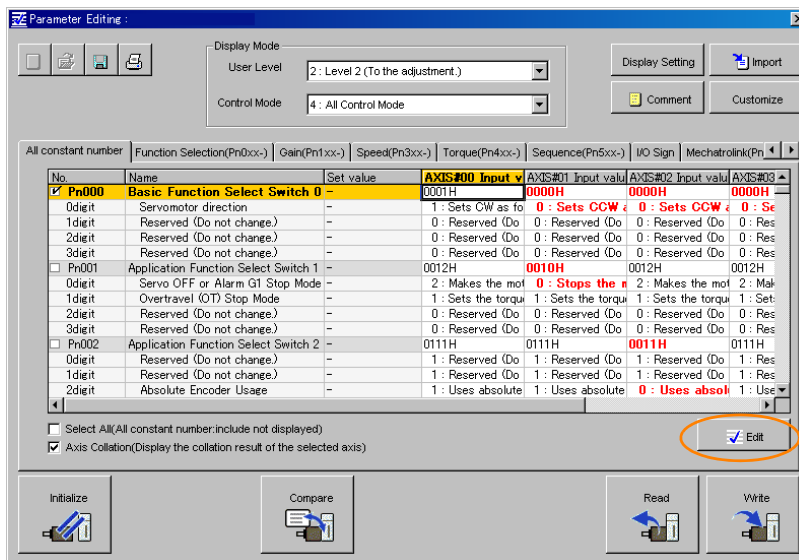 Parameter Editing :
Display Mode
User Level 2 : Level 2 (To the adjustment.)
Control Mode 4 : All Control Mode
Display Setting Import
Comment Customize
All constant number Function Selection(Pn0xx-) Gain(Pn1xx-) Speed(Pn3xx-) Torque(Pn4xx-) Sequence(Pn5xx-) I/O Sign Mechatrolink(Pn
No. Name Set value AXIS#00 Input v AXIS#01 Input valu AXIS#02 Input valu AXIS#03
Pn000 Basic Function Select Switch 0 - 0001H 0000H 0000H 0000H
0digit Servomotor direction - 1 : Sets CW as fo 0 : Sets CCW a 0 : Sets CCW a 0 : Se
1digit Reserved (Do not change.) - 0 : Reserved (Do 0 : Reserved (Do 0 : Reserved (Do 0 : Res
2digit Reserved (Do not change.) - 0 : Reserved (Do 0 : Reserved (Do 0 : Reserved (Do 0 : Res
3digit Reserved (Do not change.) - 0 : Reserved (Do 0 : Reserved (Do 0 : Reserved (Do 0 : Res
Pn001 Application Function Select Switch 1 - 0012H 0010H 0012H 0012H
0digit Servo OFF or Alarm G1 Stop Mode - 2 : Makes the mot 0 : Stops the m 2 : Makes the mot 2 : Mak
1digit Overtravel (OT) Stop Mode - 1 : Sets the torqu 1 : Sets the torqu 1 : Sets the torqu 1 : Set
2digit Reserved (Do not change.) - 0 : Reserved (Do 0 : Reserved (Do 0 : Reserved (Do 0 : Res
3digit Reserved (Do not change.) - 0 : Reserved (Do 0 : Reserved (Do 0 : Reserved (Do 0 : Res
Pn002 Application Function Select Switch 2 - 0111H 0111H 0011H 0111H
0digit Reserved (Do not change.) - 1 : Reserved (Do 1 : Reserved (Do 1 : Reserved (Do 1 : Res
1digit Reserved (Do not change.) - 1 : Reserved (Do 1 : Reserved (Do 1 : Reserved (Do 1 : Res
2digit Absolute Encoder Usage - 1 : Uses absolute 1 : Uses absolute 0 : Uses absol 1 : Use
Select All(All constant number:include not displayed)
Axis Collation(Display the collation result of the selected axis)
Edit
Initialize Compare Read Write